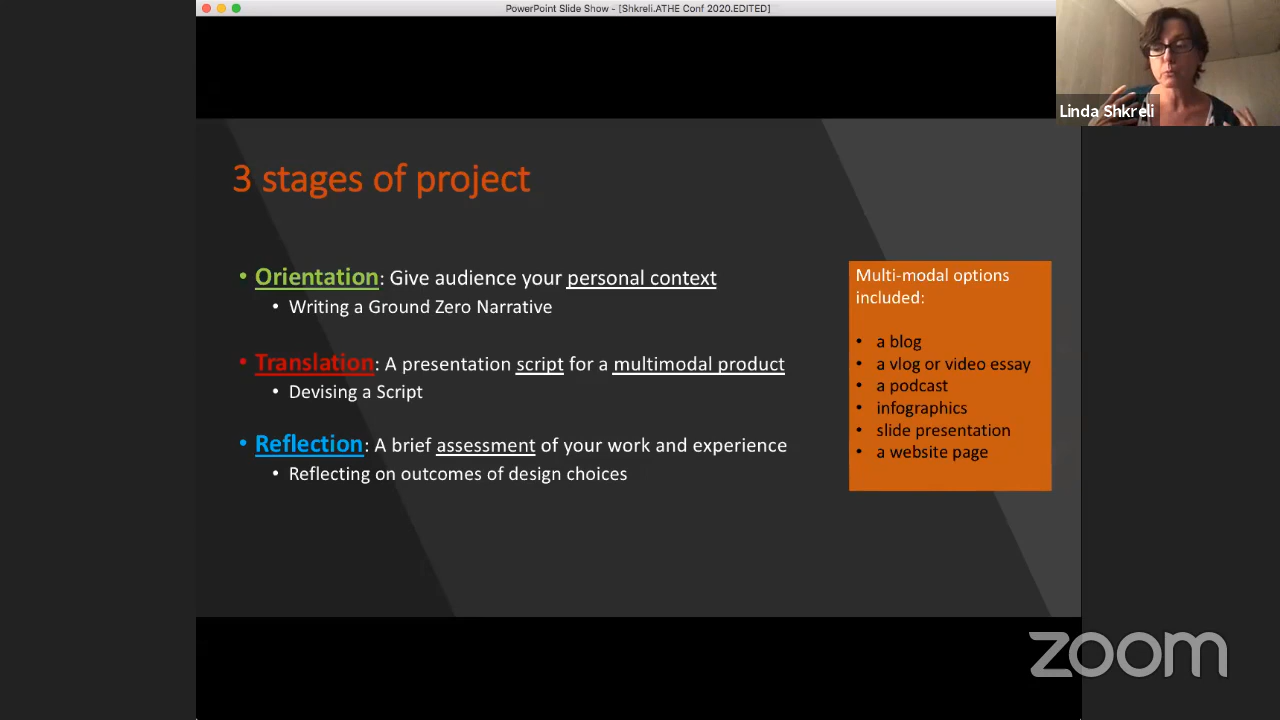 PowerPoint Slide Show - [Shkreli.ATHE Conf 2020.EDITED]
Linda Shkreli
3 stages of project
• Orientation: Give audience your personal context
• Writing a Ground Zero Narrative
• Translation: A presentation script for a multimodal product
• Devising a Script
• Reflection: A brief assessment of your work and experience
• Reflecting on outcomes of design choices
Multi-modal options
included:
• a blog
• a vlog or video essay
• a podcast
• infographics
• slide presentation
• a website page
zoom